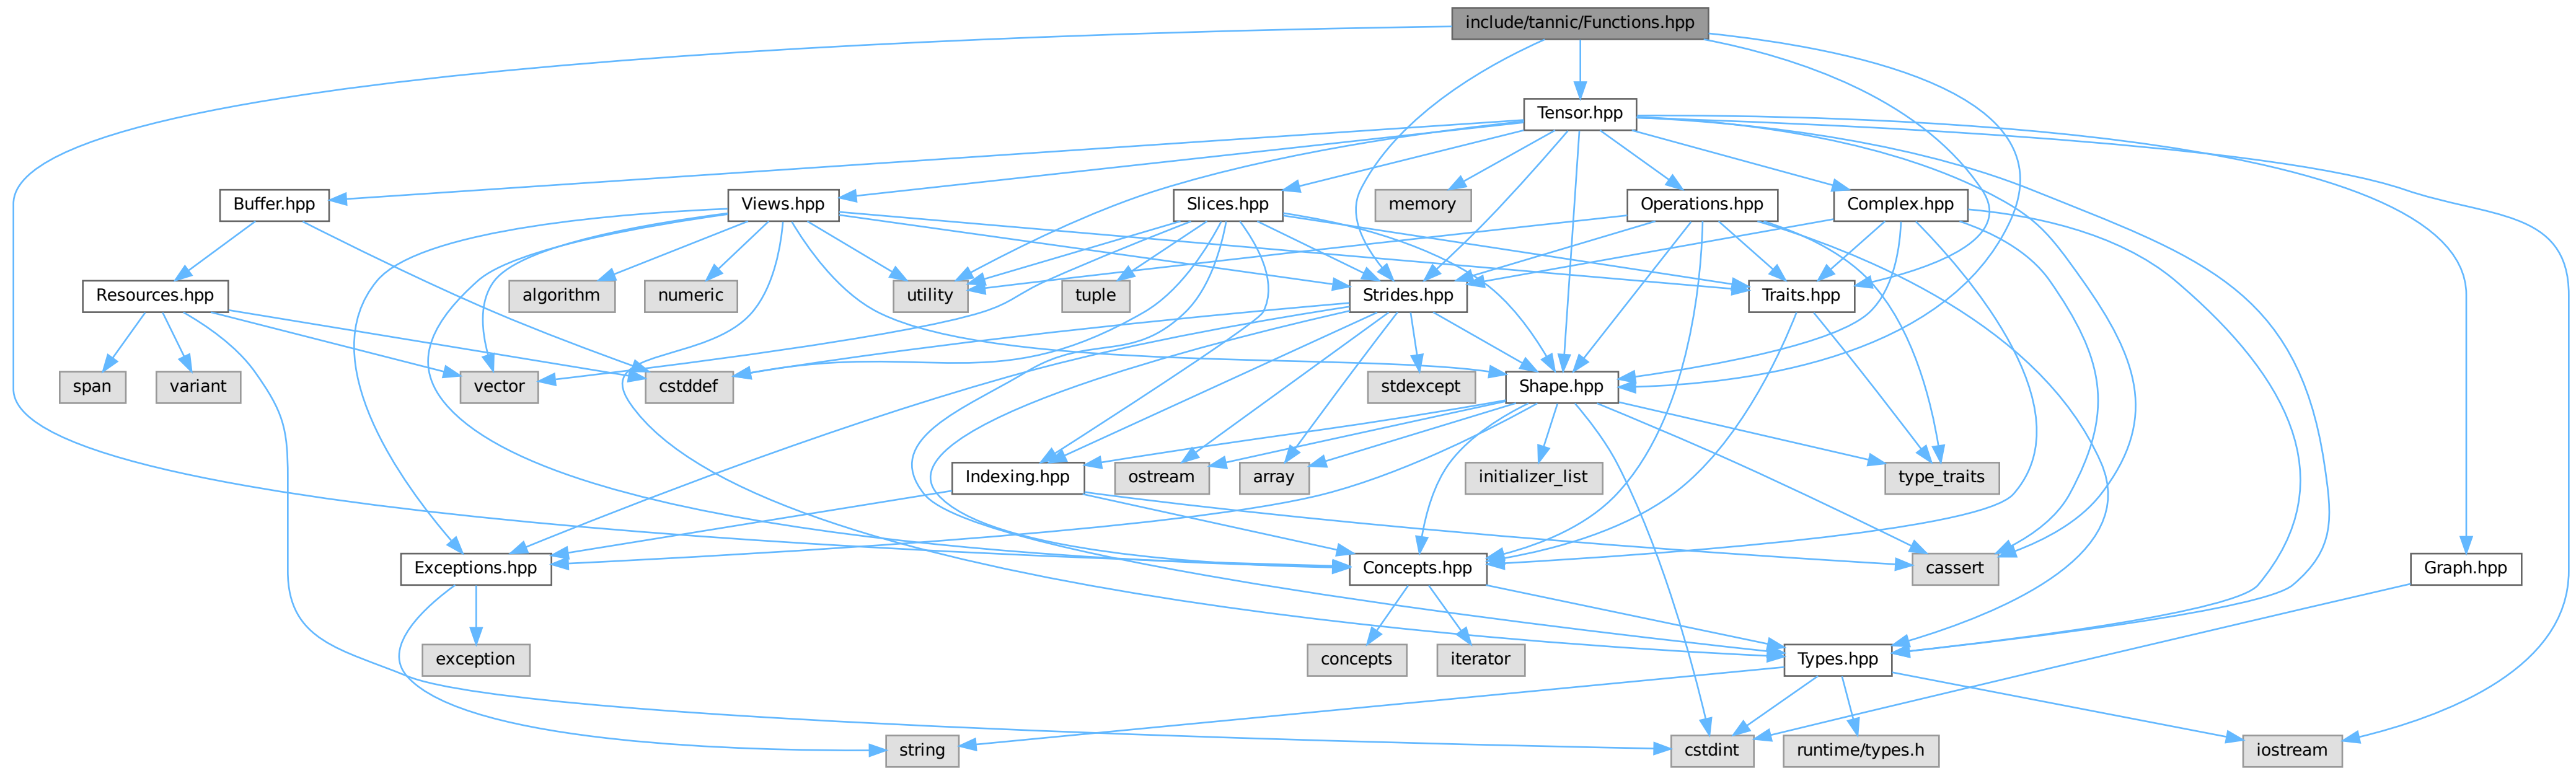 include/tannic/Functions.hpp
Tensor.hpp
Buffer.hpp
Views.hpp
Slices.hpp
memory
Operations.hpp
Complex.hpp
Resources.hpp
algorithm
numeric
utility
tuple
Strides.hpp
Traits.hpp
span
variant
vector
cstddef
stdexcept
Shape.hpp
Indexing.hpp
ostream
array
initializer_list
type_traits
Exceptions.hpp
Concepts.hpp
cassert
Graph.hpp
exception
concepts
iterator
Types.hpp
string
cstdint
runtime/types.h
iostream